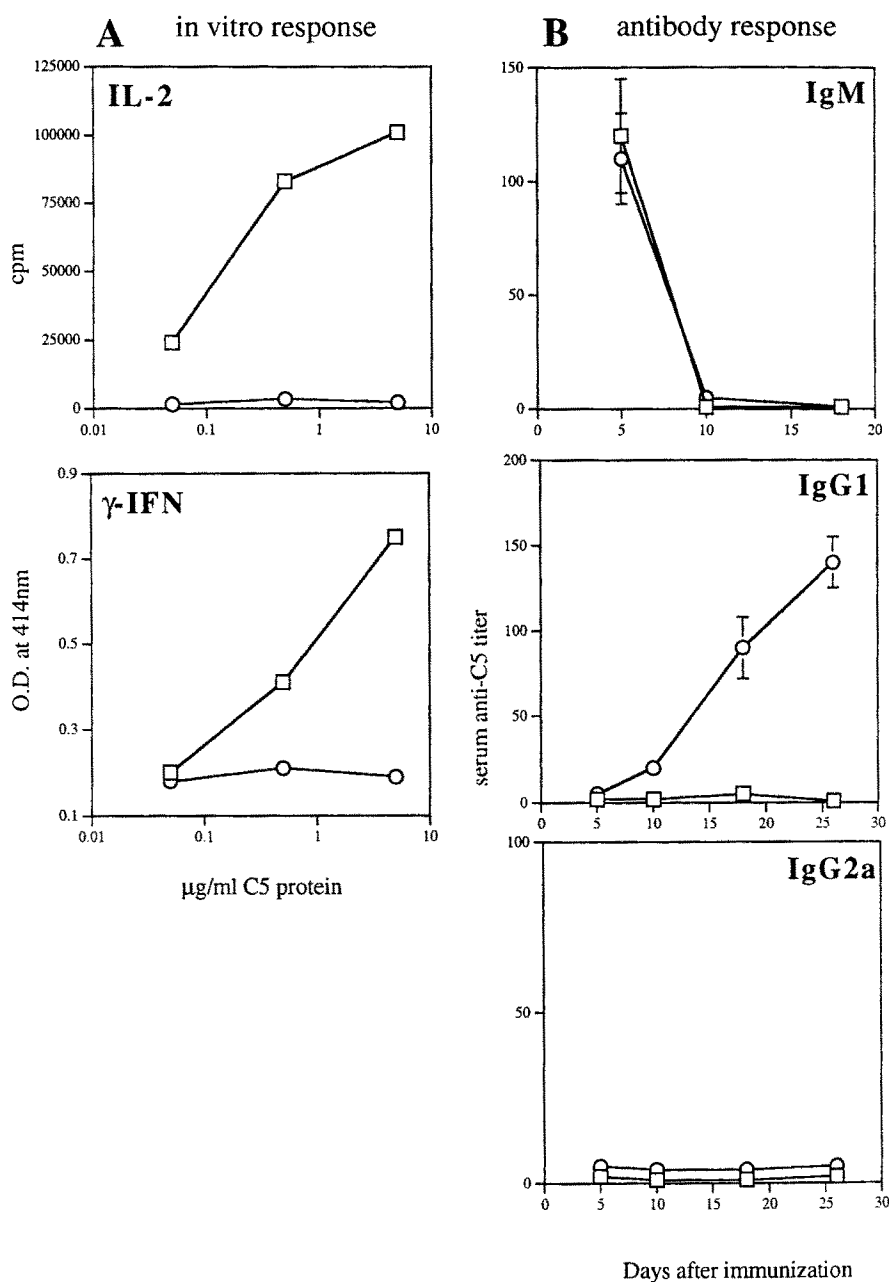 A in vitro response
IL-2
125000
100000
75000
50000
25000
0
cpm
0.01 0.1 1 10
γ-IFN
0.9
0.7
0.5
0.3
0.1
O.D. at 414nm
0.01 0.1 1 10
μg/ml C5 protein
B antibody response
IgM
150
100
50
0
0 5 10 15 20
IgG1
200
150
100
50
0
serum anti-C5 titer
0 5 10 15 20 25 30
IgG2a
100
50
0
0 5 10 15 20 25 30
Days after immunization